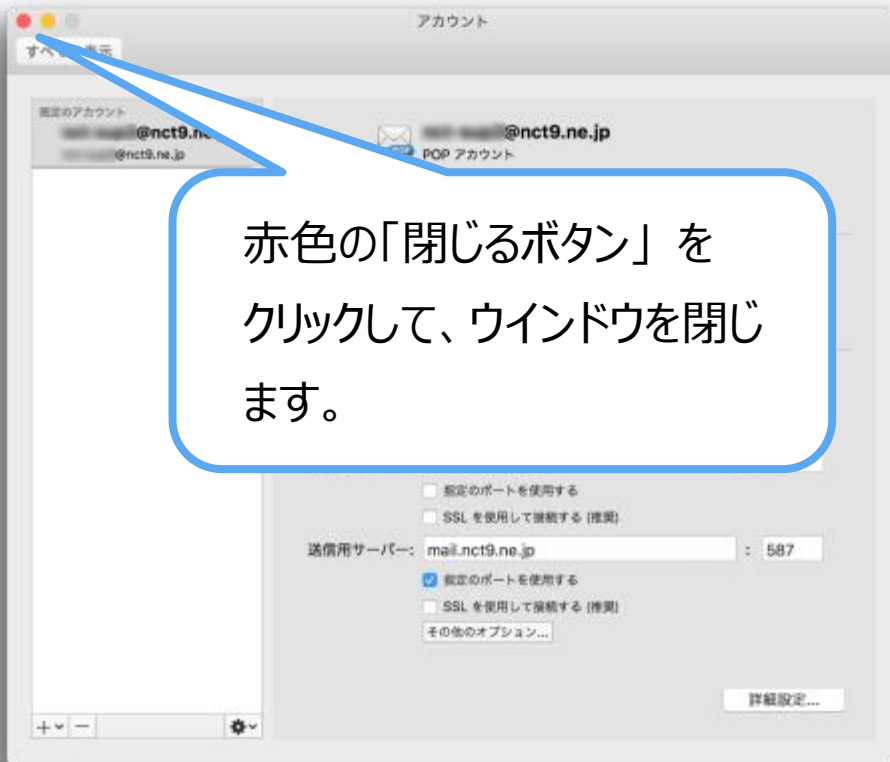 アカウント
すべ 表示
既定のアカウント
@nct9.n
@nct9.ne.jp
@nct9.ne.jp
POP アカウント
赤色の「閉じるボタン」を
クリックして、ウインドウを閉じ
ます。
指定のポートを使用する
SSL を使用して接続する (推奨)
送信用サーバー: mail.nct9.ne.jp : 587
指定のポートを使用する
SSL を使用して接続する (推奨)
その他のオプション...
詳細設定...